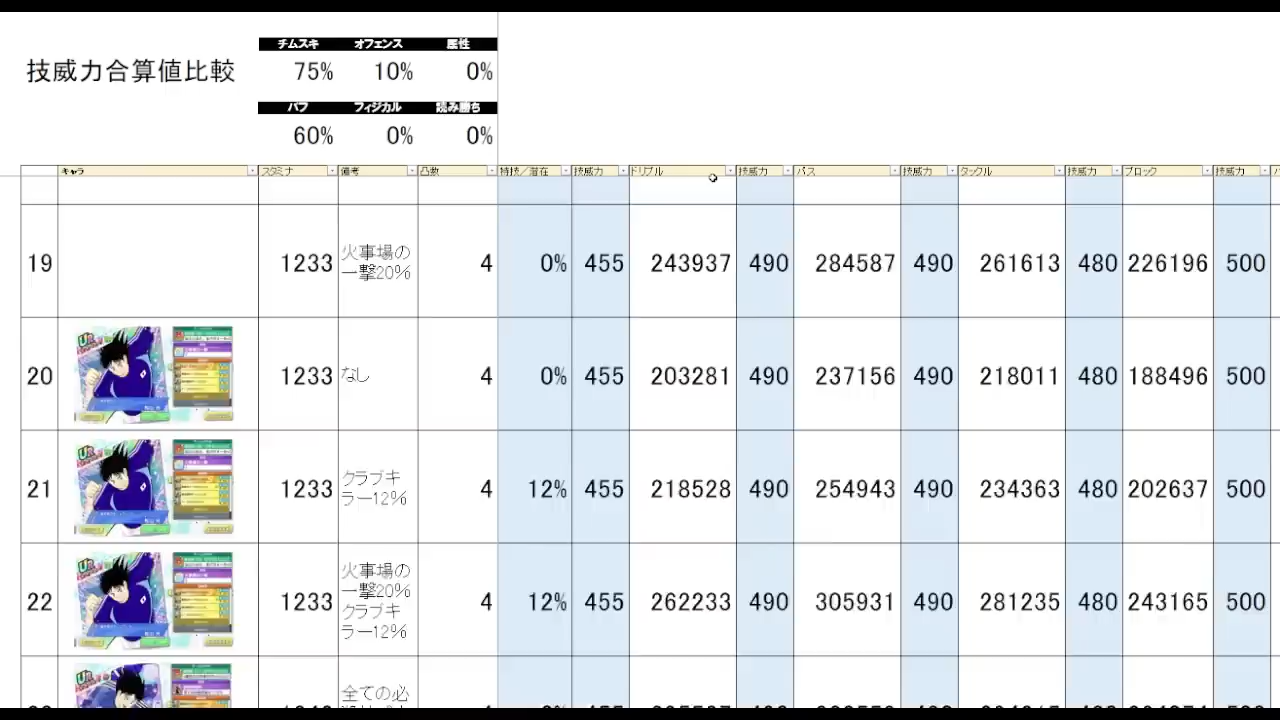 チムスキ オフェンス 属性
技威力合算値比較 75% 10% 0%
バフ フィジカル 読み勝ち
60% 0% 0%
キャラ スタミナ 備考 凸数 特技／潜在 技威力 ドリブル 技威力 パス 技威力 タックル 技威力 ブロック 技威力
19 1233 火事場の一撃20% 4 0% 455 243937 490 284587 490 261613 480 226196 500
20 1233 なし 4 0% 455 203281 490 237156 490 218011 480 188496 500
21 1233 クラブキラー12% 4 12% 455 218528 490 254943 490 234363 480 202637 500
22 1233 火事場の一撃20% クラブキラー12% 4 12% 455 262233 490 305931 490 281235 480 243165 500
全ての必